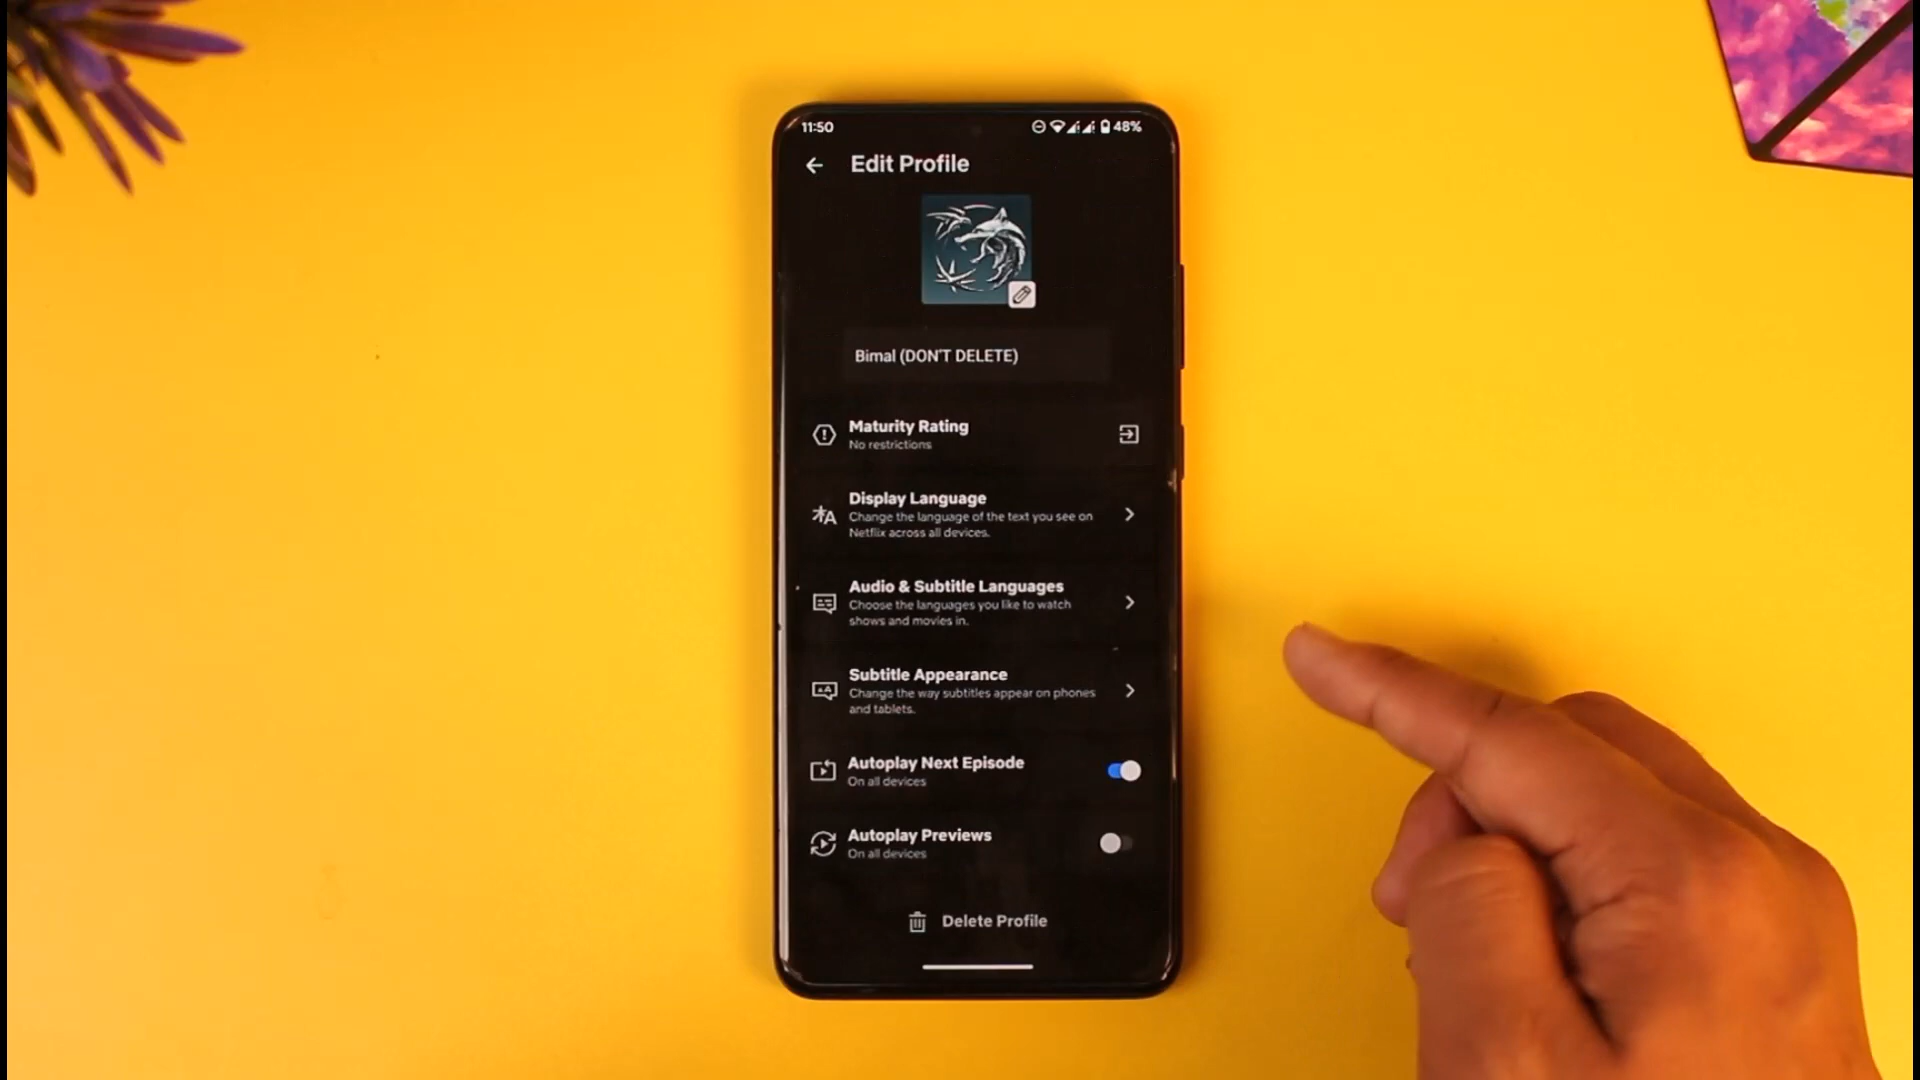 11:50
48%
Edit Profile
Bimal (DON'T DELETE)
Maturity Rating
No restrictions
Display Language
Change the language of the text you see on
Netflix across all devices.
Audio & Subtitle Languages
Choose the languages you like to watch
shows and movies in.
Subtitle Appearance
Change the way subtitles appear on phones
and tablets.
Autoplay Next Episode
On all devices
Autoplay Previews
On all devices
Delete Profile